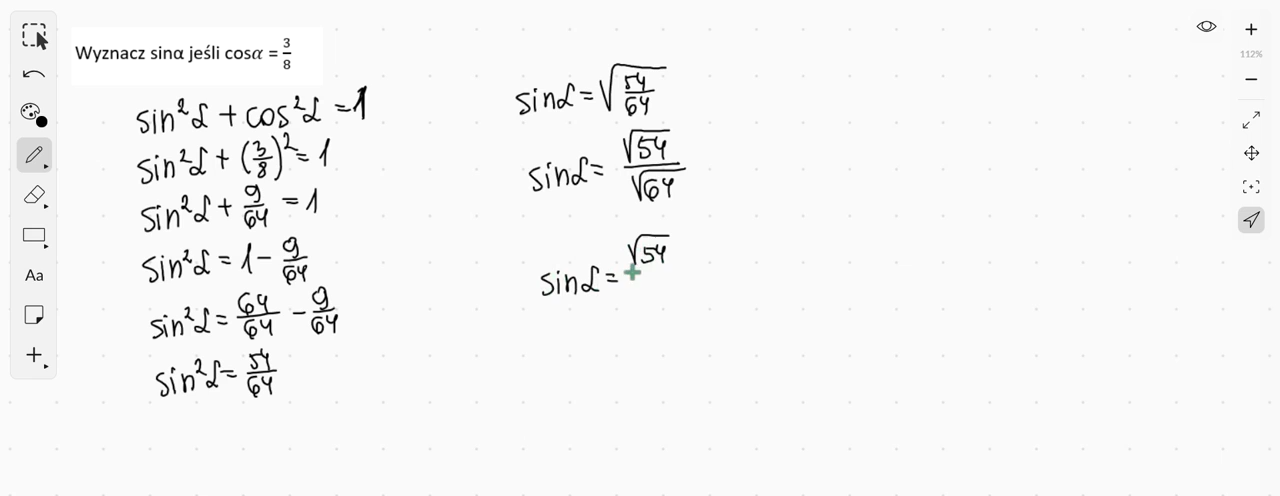 Wyznacz sinα jeśli cosα = 3/8
sin²α + cos²α = 1
sin²α + (3/8)² = 1
sin²α + 9/64 = 1
sin²α = 1 - 9/64
sin²α = 64/64 - 9/64
sin²α = 54/64
sinα = √(54/64)
sinα = √54/√64
sinα = √54
Aa
112%